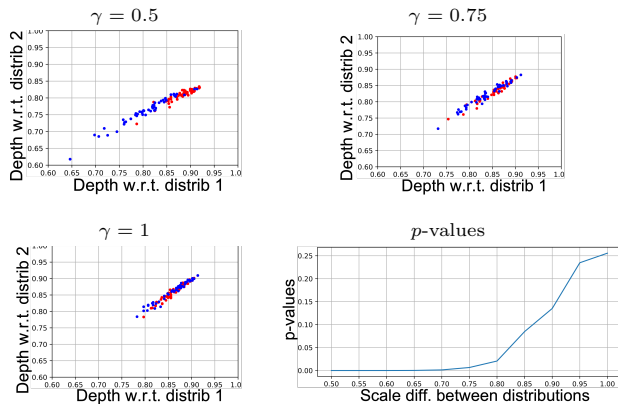 γ = 0.5
γ = 0.75
1.00
0.95
0.90
0.85
0.80
0.75
0.70
0.65
0.60
Depth w.r.t. distrib 2
0.60 0.65 0.70 0.75 0.80 0.85 0.90 0.95 1.0
Depth w.r.t. distrib 1
1.00
0.95
0.90
0.85
0.80
0.75
0.70
0.65
0.60
Depth w.r.t. distrib 2
0.60 0.65 0.70 0.75 0.80 0.85 0.90 0.95 1.0
Depth w.r.t. distrib 1
γ = 1
p-values
1.00
0.95
0.90
0.85
0.80
0.75
0.70
0.65
0.60
Depth w.r.t. distrib 2
0.60 0.65 0.70 0.75 0.80 0.85 0.90 0.95 1.0
Depth w.r.t. distrib 1
0.25
0.20
0.15
0.10
0.05
0.00
p-values
0.50 0.55 0.60 0.65 0.70 0.75 0.80 0.85 0.90 0.95 1.00
Scale diff. between distributions